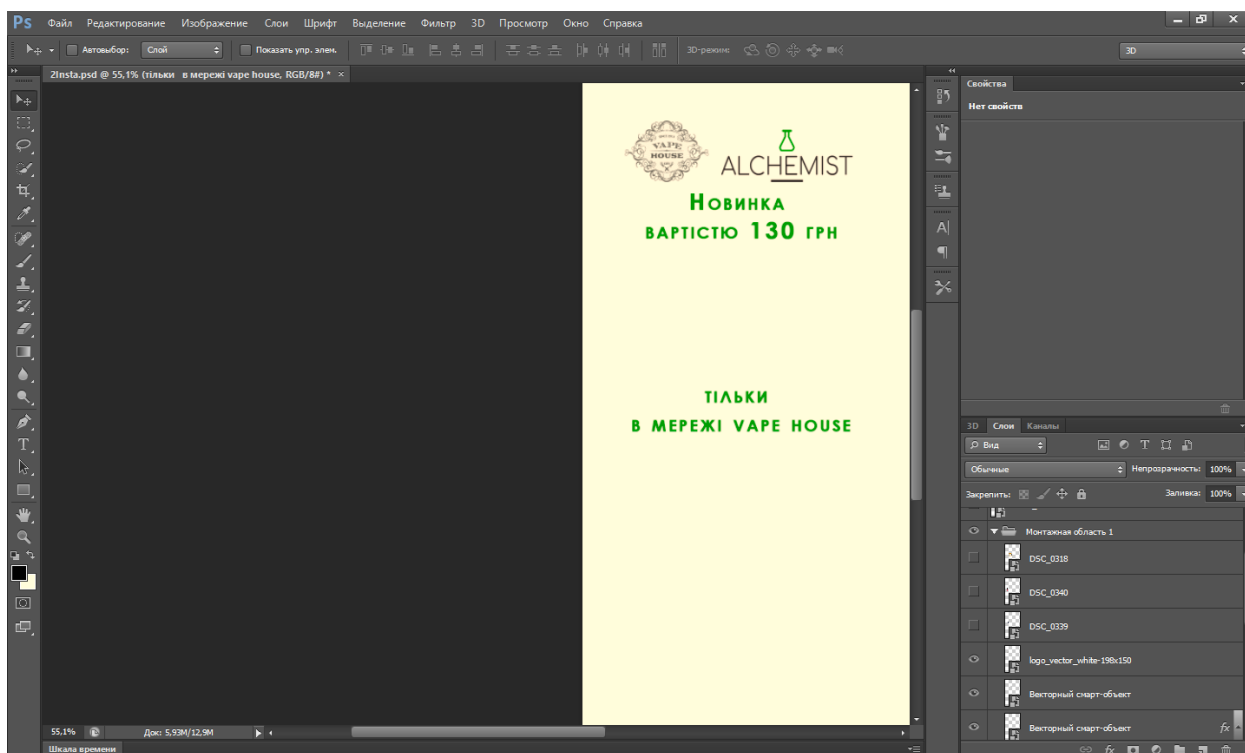 Ps Файл Редактирование Изображение Слои Шрифт Выделение Фильтр 3D Просмотр Окно Справка
Автовыбор: Слой Показать упр. элем. 3D-режим: 3D
2Insta.psd @ 55,1% (тільки в мережі vape house, RGB/8#) * ×
Свойства
Нет свойств
VAPE
HOUSE
ALCHEMIST
Новинка
вартістю 130 грн
тільки
в мережі vape house
3D Слои Каналы
Вид
Обычные Непрозрачность: 100%
Закрепить: Заливка: 100%
Монтажная область 1
DSC_0318
DSC_0340
DSC_0339
logo_vector_white-198x150
Векторный смарт-объект
Векторный смарт-объект fx
55,1% Док: 5,93M/12,9M
Шкала времени